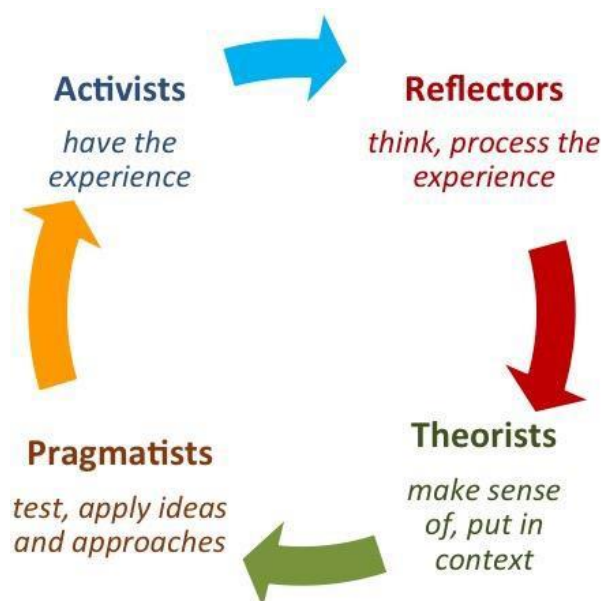 Activists
have the
experience
Reflectors
think, process the
experience
Theorists
make sense
of, put in
context
Pragmatists
test, apply ideas
and approaches